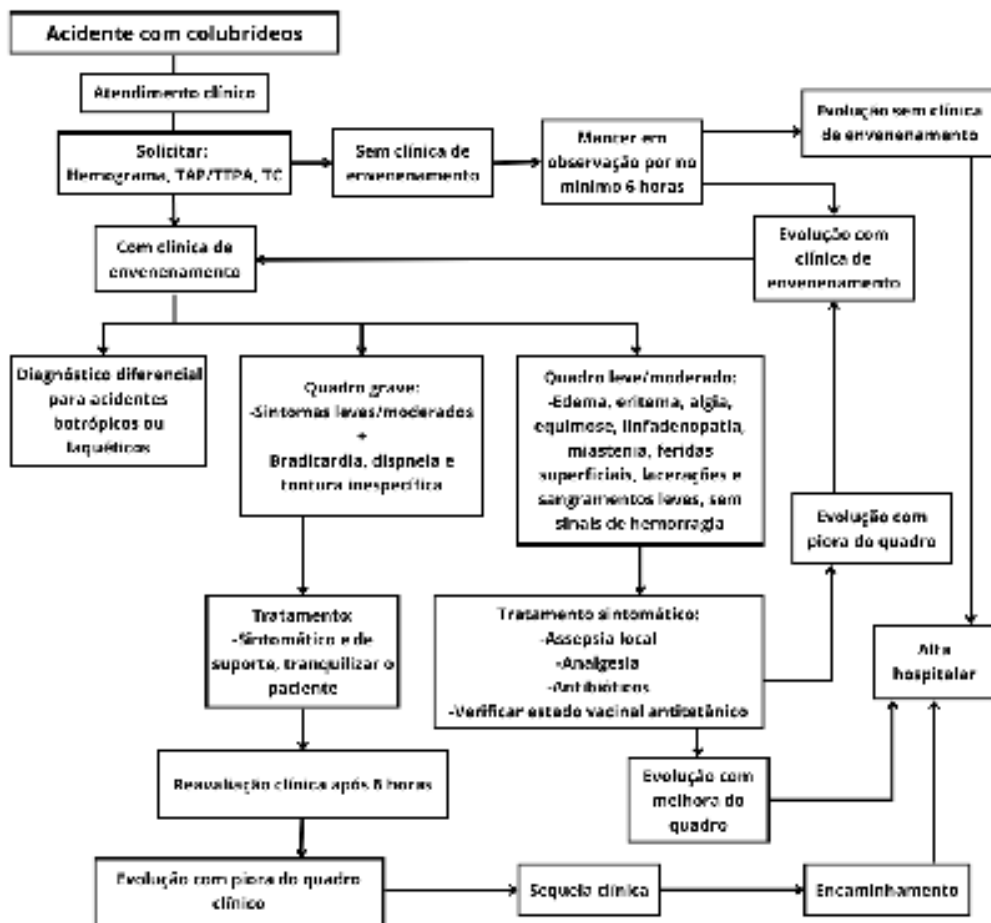 Acidente com colubrídeos
Atendimento clínico
Solicitar:
Hemograma, TAP/TTPA, TC
Sem clínica de
envenenamento
Manter em
observação por no
mínimo 6 horas
Evolução sem clínica
de envenenamento
Com clínica de
envenenamento
Evolução com
clínica de
envenenamento
Diagnóstico diferencial
para acidentes
botrópicos ou
laquéticos
Quadro grave:
-Sintomas leves/moderados
+
Bradicardia, dispneia e
tontura inespecífica
Quadro leve/moderado:
-Edema, eritema, algia,
equimose, linfadenopatia,
miastenia, feridas
superficiais, lacerações e
sangramentos leves, sem
sinais de hemorragia
Evolução com
piora do quadro
Tratamento:
-Sintomático e de
suporte, tranquilizar o
paciente
Tratamento sintomático:
-Assepsia local
-Analgesia
-Antibióticos
-Verificar estado vacinal antitetânico
Alta
hospitalar
Reavaliação clínica após 6 horas
Evolução com
melhora do
quadro
Evolução com piora do quadro
clínico
Sequela clínica
Encaminhamento